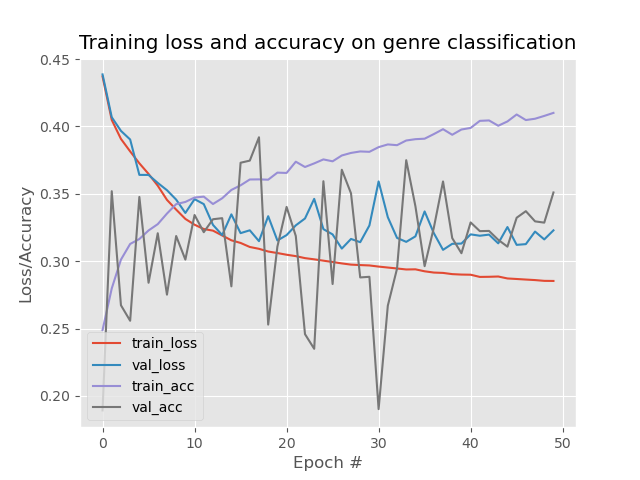 Training loss and accuracy on genre classification
0.45
0.40
0.35
0.30
0.25
0.20
Loss/Accuracy
train_loss
val_loss
train_acc
val_acc
0
10
20
30
40
50
Epoch #